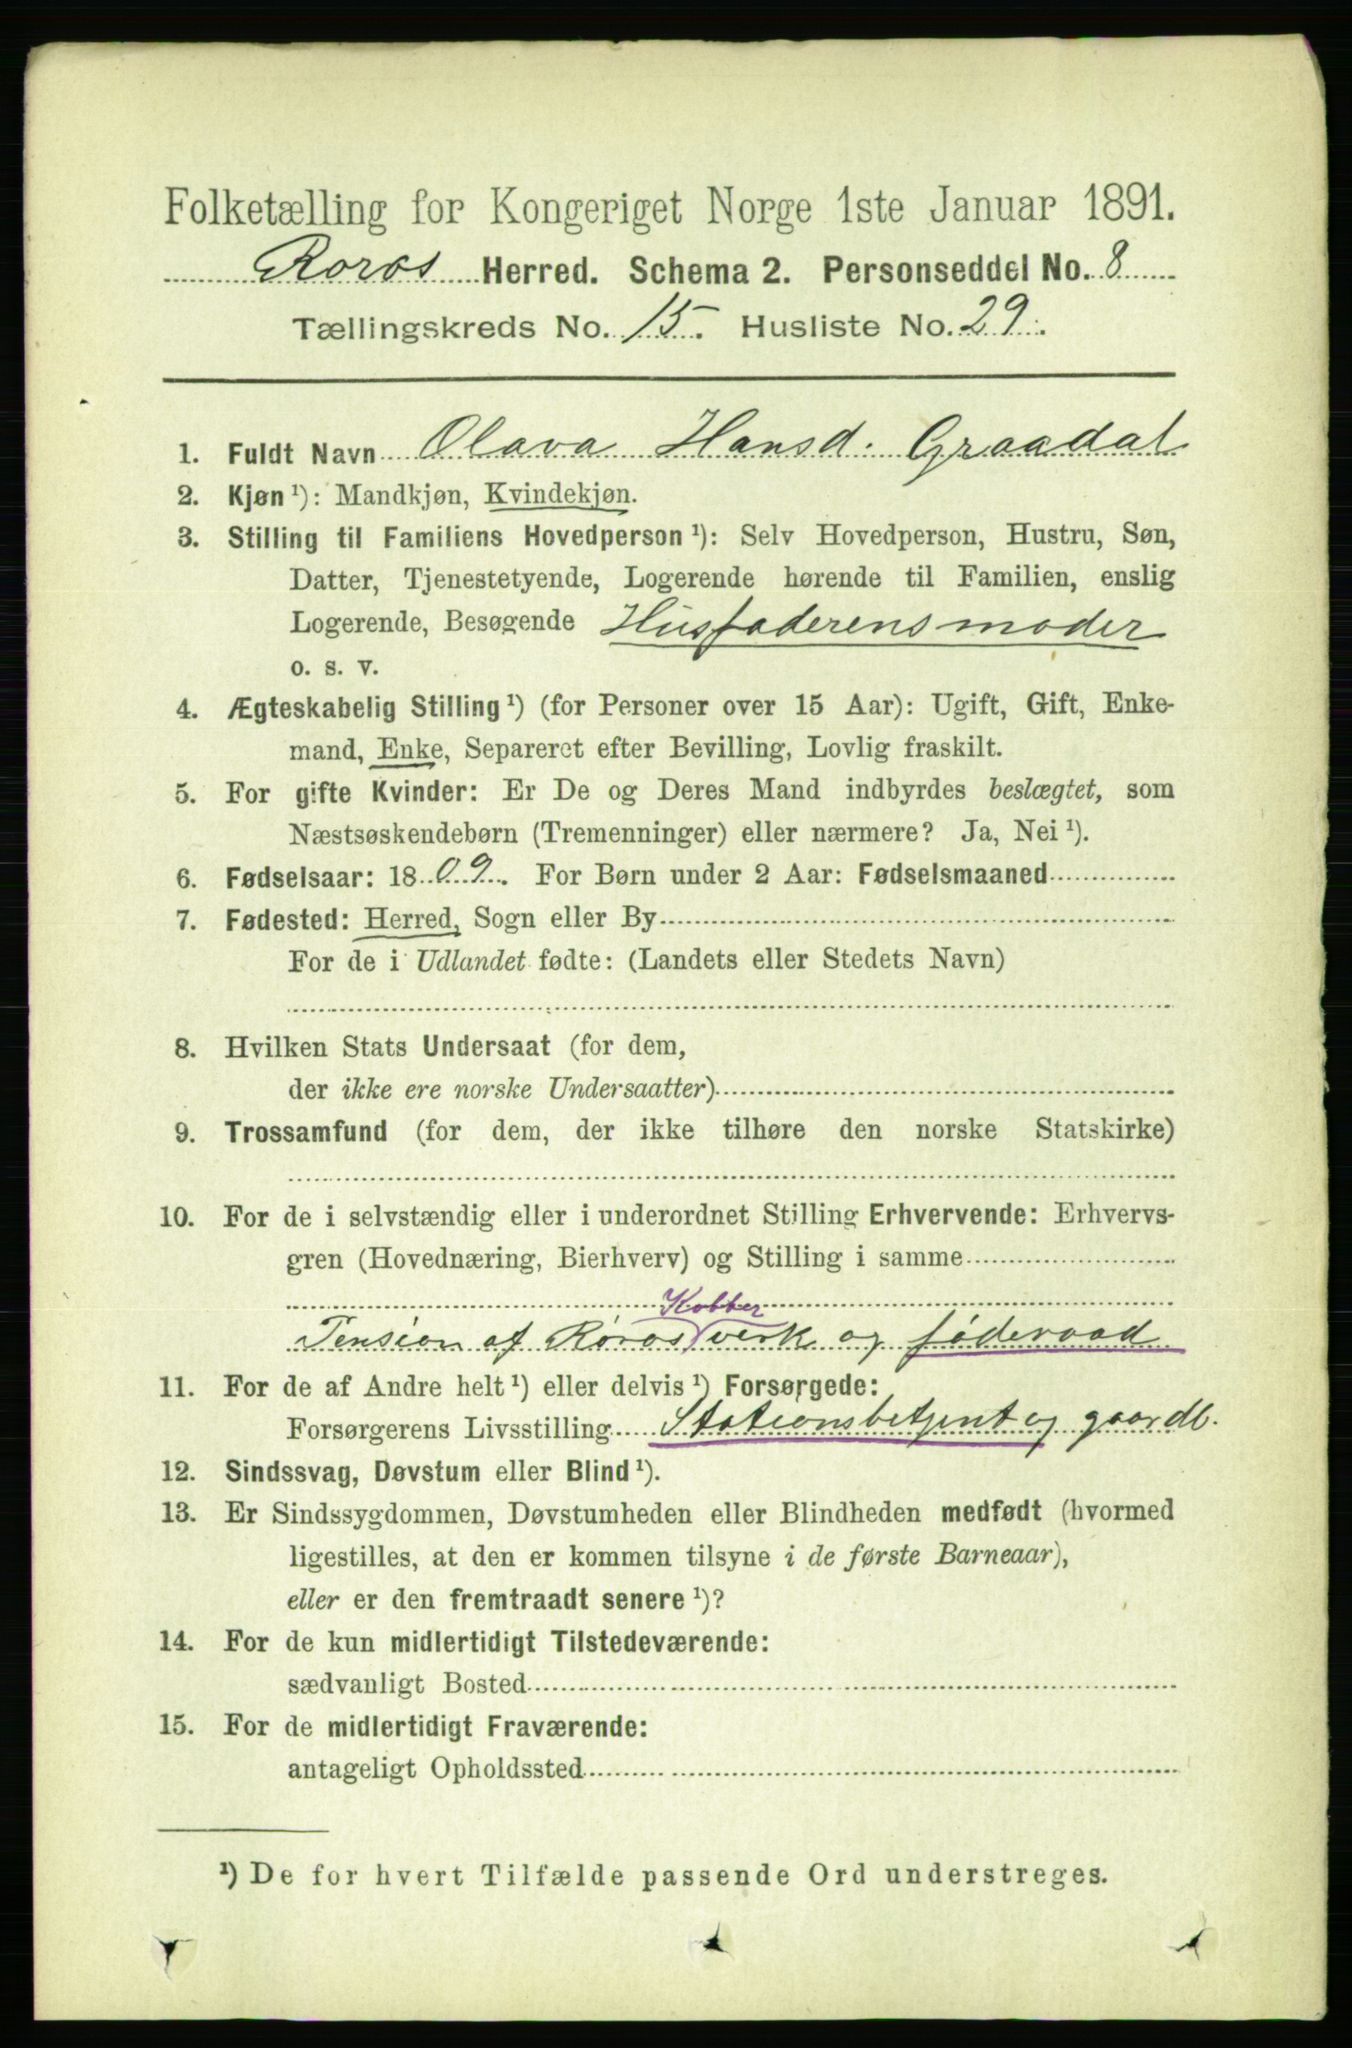 Folketælling for Kongeriget Norge 1ste Januar 1891.
Roros Herred. Schema 2. Personseddel No. 8
Tællingskreds No. 15. Husliste No. 29.
1. Fuldt Navn Olava Hansd. Graadal
2. Kjøn ¹): Mandkjøn, Kvindekjøn.
3. Stilling til Familiens Hovedperson ¹): Selv Hovedperson, Hustru, Søn,
Datter, Tjenestetyende, Logerende hørende til Familien, enslig
Logerende, Besøgende Husfaderens moder
o. s. v.
4. Ægteskabelig Stilling ¹) (for Personer over 15 Aar): Ugift, Gift, Enke-
mand, Enke, Separeret efter Bevilling, Lovlig fraskilt.
5. For gifte Kvinder: Er De og Deres Mand indbyrdes beslægtet, som
Næstsøskendebørn (Tremenninger) eller nærmere? Ja, Nei ¹).
6. Fødselsaar: 1809. For Børn under 2 Aar: Fødselsmaaned
7. Fødested: Herred, Sogn eller By
For de i Udlandet fødte: (Landets eller Stedets Navn)
8. Hvilken Stats Undersaat (for dem,
der ikke ere norske Undersaatter)
9. Trossamfund (for dem, der ikke tilhøre den norske Statskirke)
10. For de i selvstændig eller i underordnet Stilling Erhvervende: Erhvervs-
gren (Hovednæring, Bierhverv) og Stilling i samme
Kobber
Pension af Røros verk og føderaad
11. For de af Andre helt ¹) eller delvis ¹) Forsørgede:
Forsørgerens Livsstilling Stationsbetjent og gaardb.
12. Sindssvag, Døvstum eller Blind ¹).
13. Er Sindssygdommen, Døvstumheden eller Blindheden medfødt (hvormed
ligestilles, at den er kommen tilsyne i de første Barneaar),
eller er den fremtraadt senere ¹)?
14. For de kun midlertidigt Tilstedeværende:
sædvanligt Bosted
15. For de midlertidigt Fraværende:
antageligt Opholdssted
¹) De for hvert Tilfælde passende Ord understreges.